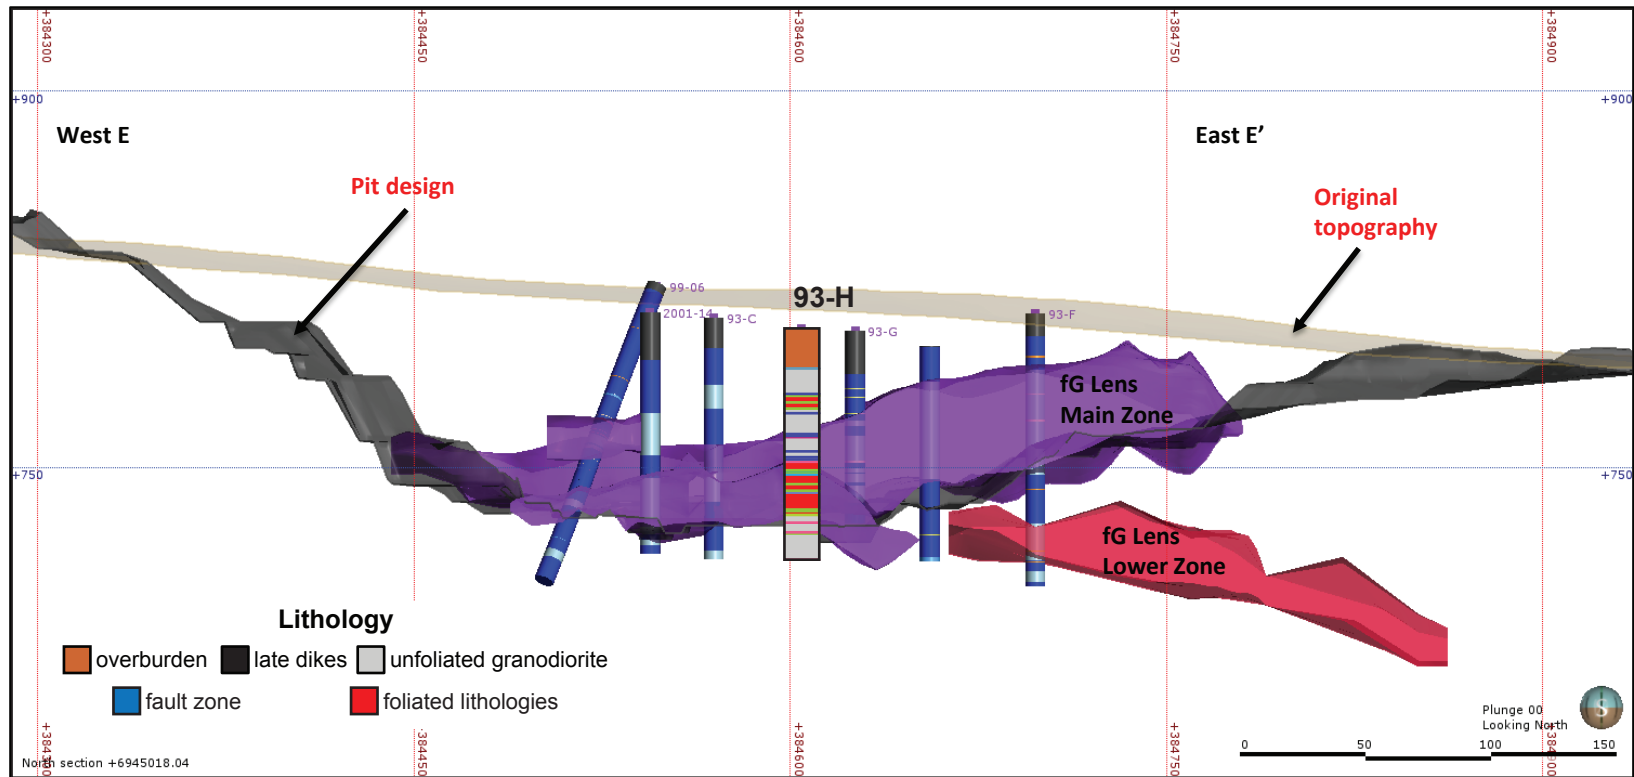 +384300
+384450
+384600
+384750
+384900
+900
+900
West E
East E’
Pit design
Original
topography
99-06
2001-14
93-C
93-H
93-G
93-F
fG Lens
Main Zone
+750
+750
fG Lens
Lower Zone
Lithology
overburden
late dikes
unfoliated granodiorite
fault zone
foliated lithologies
Plunge 00
Looking North
S
0 50 100 150
+384300
384450
+384600
+384750
+384900
North section +6945018.04